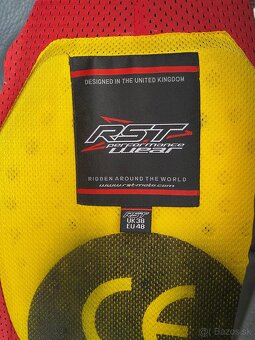 DESIGNED IN THE UNITED KINGDOM
RST
performance
wear
RIDDEN AROUND THE WORLD
www.rst-moto.com
RST
UK 38
EU 48
CE
Bazos.sk